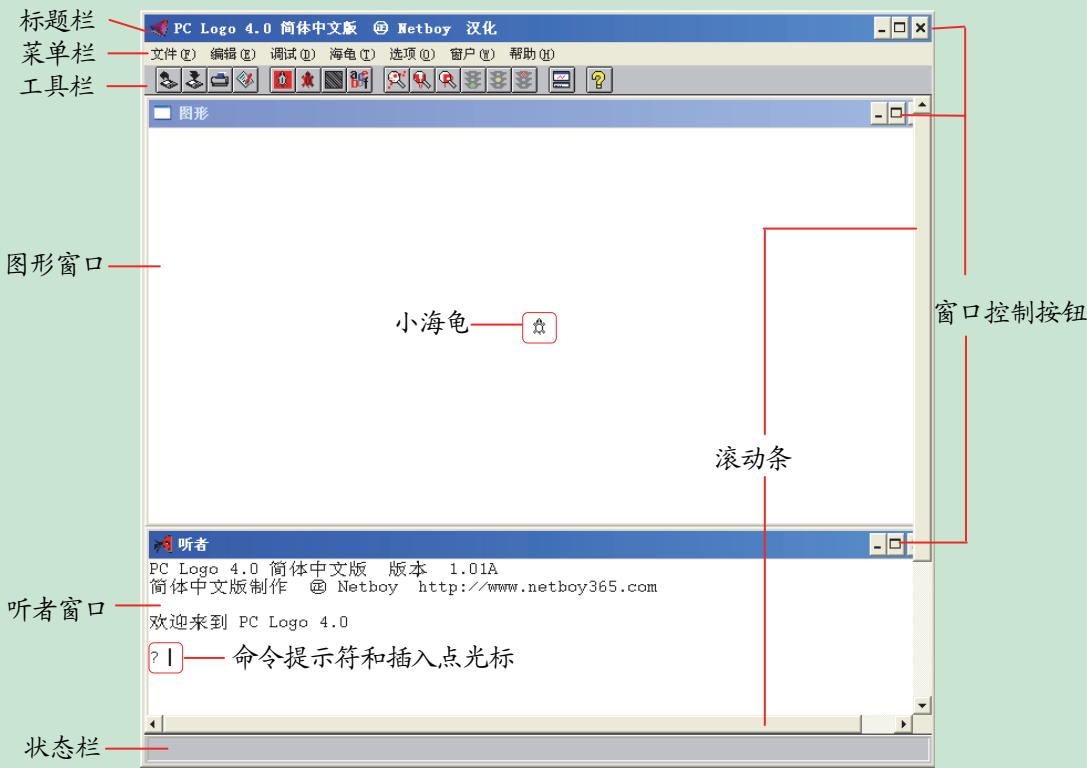 标题栏
PC Logo 4.0 简体中文版 @ Netboy 汉化
菜单栏
文件(F) 编辑(E) 调试(D) 海龟(T) 选项(O) 窗户(W) 帮助(H)
工具栏
图形
图形窗口
小海龟
窗口控制按钮
滚动条
听者
PC Logo 4.0 简体中文版 版本 1.01A
简体中文版制作 @ Netboy http://www.netboy365.com
听者窗口
欢迎来到 PC Logo 4.0
?
命令提示符和插入点光标
状态栏